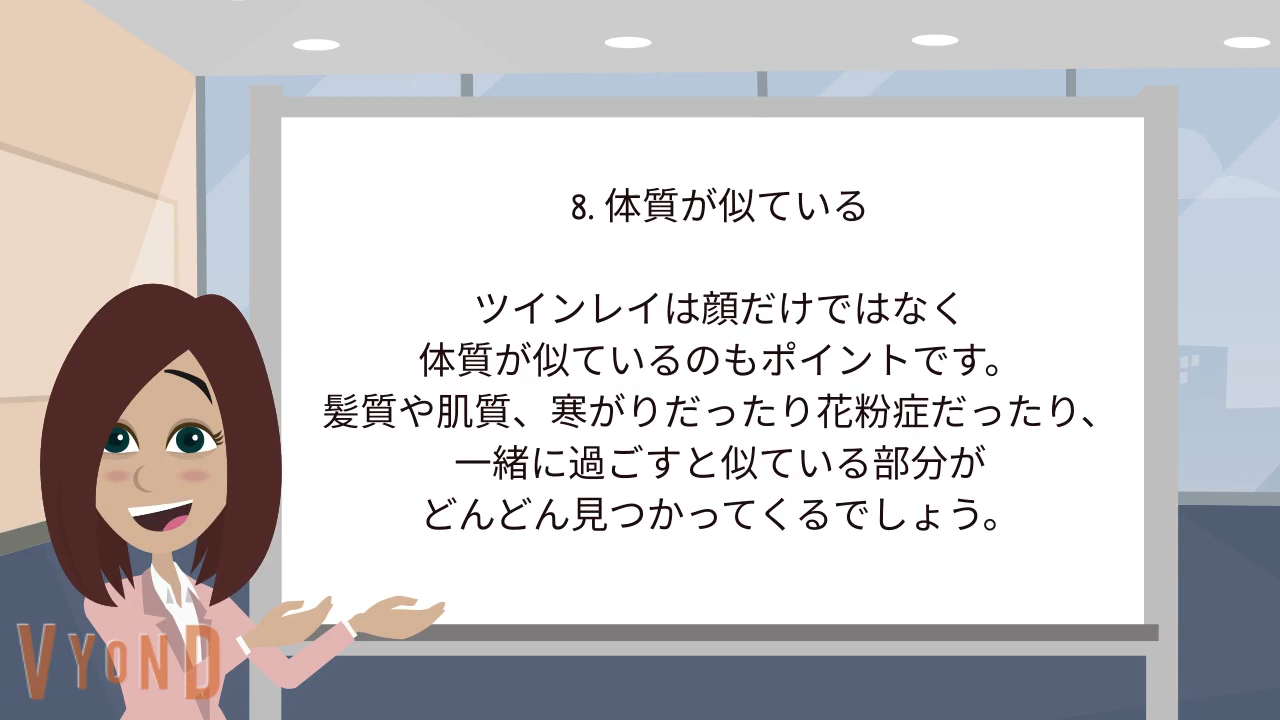 8. 体質が似ている
ツインレイは顔だけではなく
体質が似ているのもポイントです。
髪質や肌質、寒がりだったり花粉症だったり、
一緒に過ごすと似ている部分が
どんどん見つかってくるでしょう。
VYOND